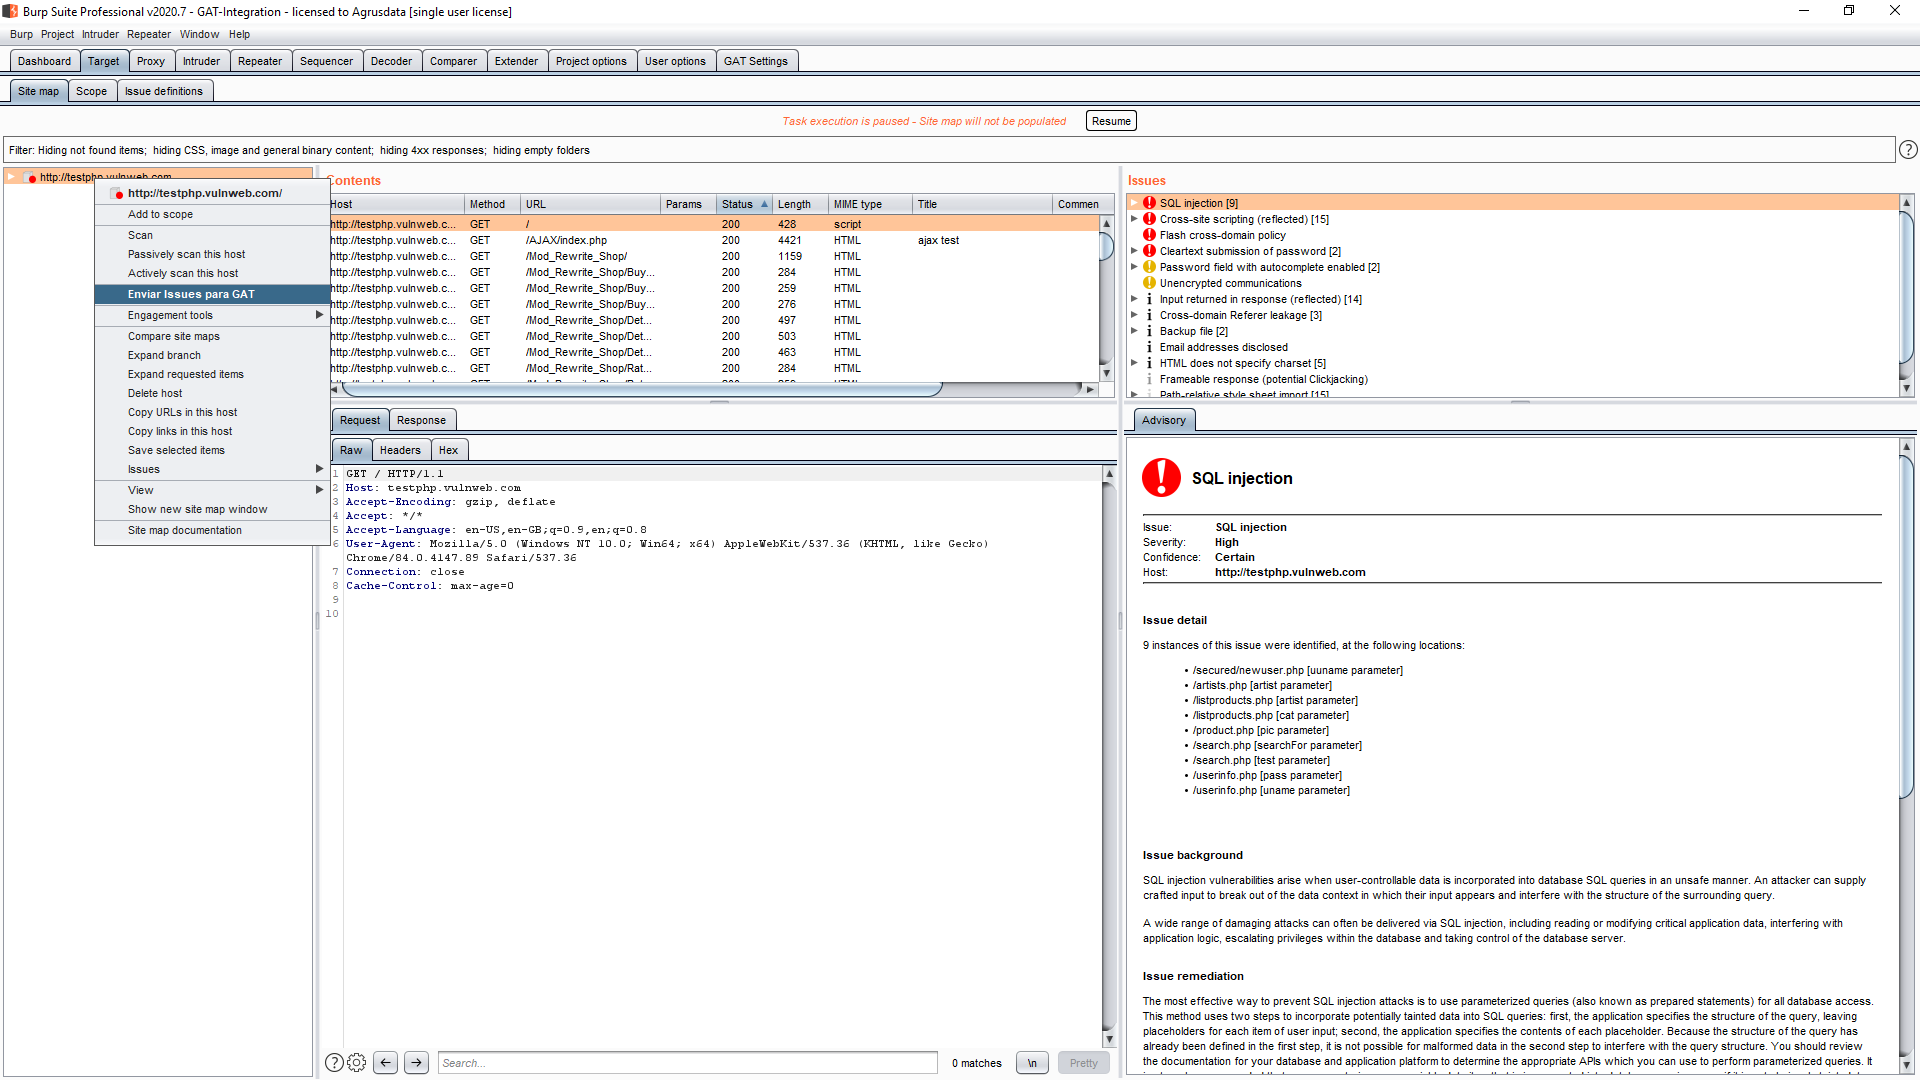 Burp Suite Professional v2020.7 - GAT-Integration - licensed to Agrusdata [single user license]
Burp Project Intruder Repeater Window Help
Dashboard Target Proxy Intruder Repeater Sequencer Decoder Comparer Extender Project options User options GAT Settings
Site map Scope Issue definitions
Task execution is paused - Site map will not be populated Resume
Filter: Hiding not found items; hiding CSS, image and general binary content; hiding 4xx responses; hiding empty folders
http://testphp.vulnweb.com
http://testphp.vulnweb.com/
Add to scope
Scan
Passively scan this host
Actively scan this host
Enviar Issues para GAT
Engagement tools
Compare site maps
Expand branch
Expand requested items
Delete host
Copy URLs in this host
Copy links in this host
Save selected items
Issues
View
Show new site map window
Site map documentation
Contents
Host Method URL Params Status Length MIME type Title Commen
http://testphp.vulnweb.c... GET / 200 428 script
http://testphp.vulnweb.c... GET /AJAX/index.php 200 4421 HTML ajax test
http://testphp.vulnweb.c... GET /Mod_Rewrite_Shop/ 200 1159 HTML
http://testphp.vulnweb.c... GET /Mod_Rewrite_Shop/Buy... 200 284 HTML
http://testphp.vulnweb.c... GET /Mod_Rewrite_Shop/Buy... 200 259 HTML
http://testphp.vulnweb.c... GET /Mod_Rewrite_Shop/Buy... 200 276 HTML
http://testphp.vulnweb.c... GET /Mod_Rewrite_Shop/Det... 200 497 HTML
http://testphp.vulnweb.c... GET /Mod_Rewrite_Shop/Det... 200 503 HTML
http://testphp.vulnweb.c... GET /Mod_Rewrite_Shop/Det... 200 463 HTML
http://testphp.vulnweb.c... GET /Mod_Rewrite_Shop/Rat... 200 284 HTML
Request Response
Raw Headers Hex
1 GET / HTTP/1.1
2 Host: testphp.vulnweb.com
3 Accept-Encoding: gzip, deflate
4 Accept: */*
5 Accept-Language: en-US,en-GB;q=0.9,en;q=0.8
6 User-Agent: Mozilla/5.0 (Windows NT 10.0; Win64; x64) AppleWebKit/537.36 (KHTML, like Gecko)
Chrome/84.0.4147.89 Safari/537.36
7 Connection: close
8 Cache-Control: max-age=0
9
10
? Search... 0 matches \n Pretty
Issues
SQL injection [9]
Cross-site scripting (reflected) [15]
Flash cross-domain policy
Cleartext submission of password [2]
Password field with autocomplete enabled [2]
Unencrypted communications
Input returned in response (reflected) [14]
Cross-domain Referer leakage [3]
Backup file [2]
Email addresses disclosed
HTML does not specify charset [5]
Frameable response (potential Clickjacking)
Path-relative style sheet import [15]
Advisory
SQL injection
Issue: SQL injection
Severity: High
Confidence: Certain
Host: http://testphp.vulnweb.com
Issue detail
9 instances of this issue were identified, at the following locations:
• /secured/newuser.php [uuname parameter]
• /artists.php [artist parameter]
• /listproducts.php [artist parameter]
• /listproducts.php [cat parameter]
• /product.php [pic parameter]
• /search.php [searchFor parameter]
• /search.php [test parameter]
• /userinfo.php [pass parameter]
• /userinfo.php [uname parameter]
Issue background
SQL injection vulnerabilities arise when user-controllable data is incorporated into database SQL queries in an unsafe manner. An attacker can supply
crafted input to break out of the data context in which their input appears and interfere with the structure of the surrounding query.
A wide range of damaging attacks can often be delivered via SQL injection, including reading or modifying critical application data, interfering with
application logic, escalating privileges within the database and taking control of the database server.
Issue remediation
The most effective way to prevent SQL injection attacks is to use parameterized queries (also known as prepared statements) for all database access.
This method uses two steps to incorporate potentially tainted data into SQL queries: first, the application specifies the structure of the query, leaving
placeholders for each item of user input; second, the application specifies the contents of each placeholder. Because the structure of the query has
already been defined in the first step, it is not possible for malformed data in the second step to interfere with the query structure. You should review
the documentation for your database and application platform to determine the appropriate APIs which you can use to perform parameterized queries. It